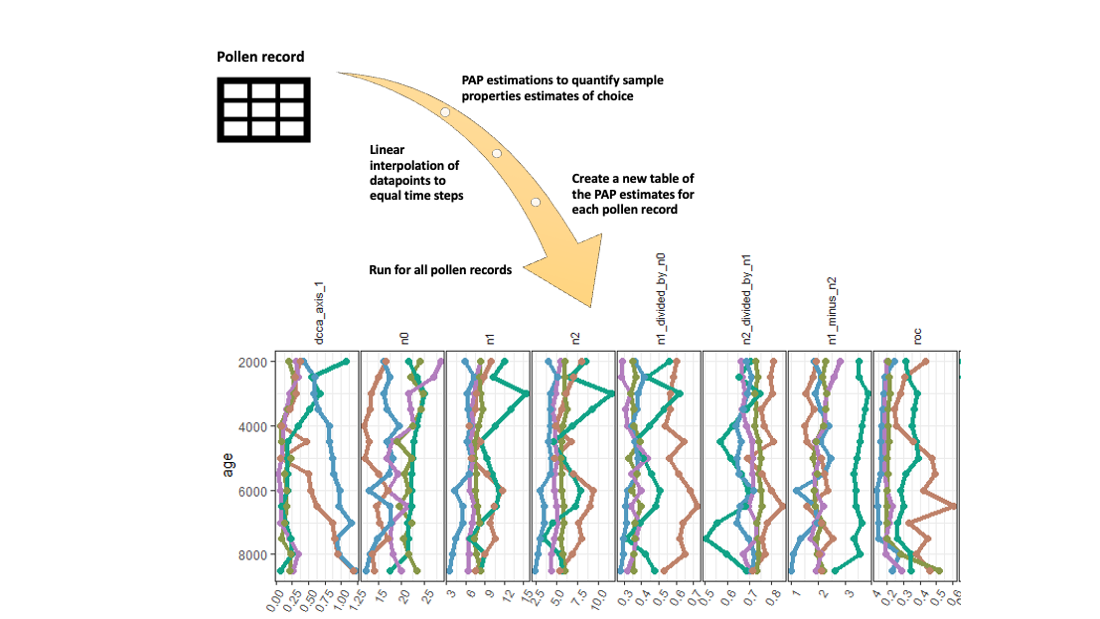 Pollen record
PAP estimations to quantify sample
properties estimates of choice
Linear
interpolation of
datapoints to
equal time steps
Create a new table of
the PAP estimates for
each pollen record
Run for all pollen records
dcca_axis_1
n0
n1
n2
n1_divided_by_n0
n2_divided_by_n1
n1_minus_n2
roc
age
2000
4000
6000
8000
0.00 0.25 0.50 0.75 1.00 1.25
15 20 25
3 6 9 12 15
2.5 5.0 7.5 10.0
0.3 0.4 0.5 0.6 0.7
0.5 0.6 0.7 0.8
1 2 3 4
0.2 0.3 0.4 0.5 0.6